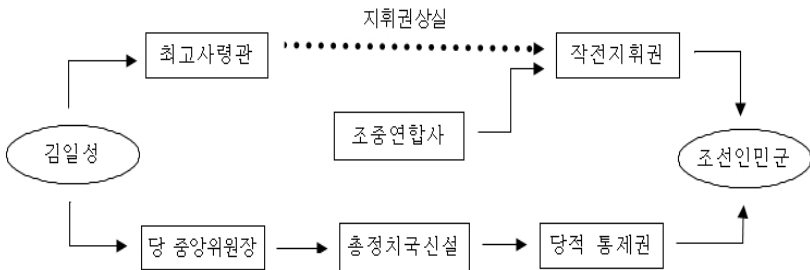 지휘권상실
최고사령관
작전지휘권
조중연합사
김일성
조선인민군
당 중앙위원장
총정치국신설
당적 통제권